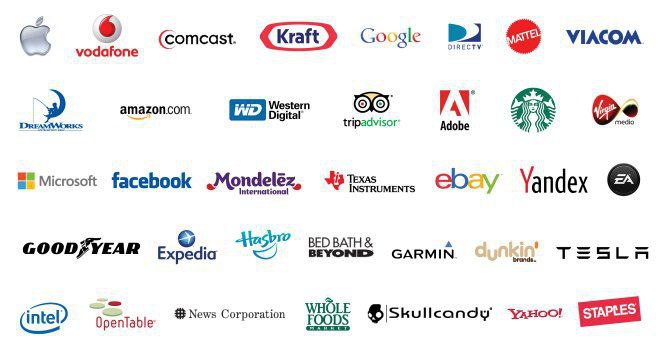 vodafone
comcast
Kraft
Google
DIRECTV
MATTEL
VIACOM
DREAMWORKS
amazon.com
WD Western
Digital
tripadvisor
Adobe
Virgin
media
Microsoft
facebook
Mondelēz
International
TEXAS
INSTRUMENTS
ebay
Yandex
EA
GOODYEAR
Expedia
Hasbro
BED BATH &
BEYOND
GARMIN
dunkin'
brands
TESLA
intel
OpenTable
News Corporation
WHOLE
FOODS
MARKET
Skullcandy
YAHOO!
STAPLES